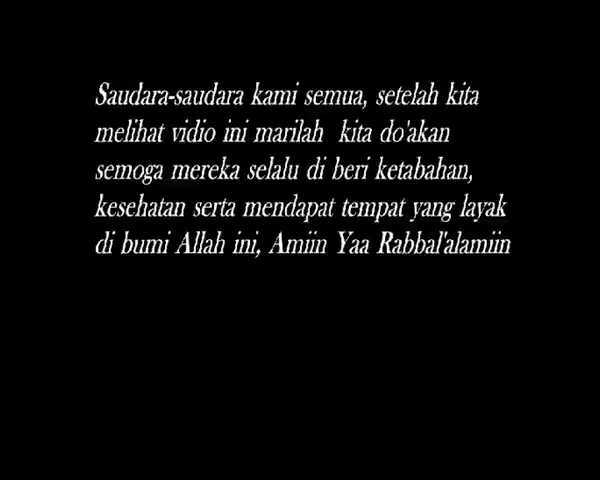 Saudara-saudara kami semua, setelah kita
melihat vidio ini marilah  kita do'akan
semoga mereka selalu di beri ketabahan,
kesehatan serta mendapat tempat yang layak
di bumi Allah ini, Amiin Yaa Rabbal'alamiin